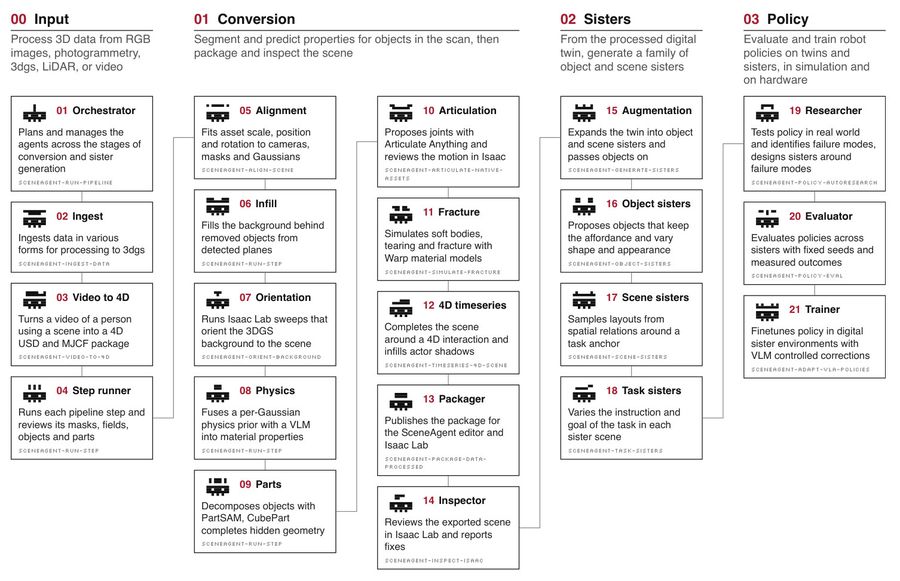 00 Input
Process 3D data from RGB
images, photogrammetry,
3dgs, LiDAR, or video
01 Orchestrator
Plans and manages the
agents across the stages of
conversion and sister
generation
SCENEAGENT-RUN-PIPELINE
02 Ingest
Ingests data in various
forms for processing to 3dgs
SCENEAGENT-INGEST-DATA
03 Video to 4D
Turns a video of a person
using a scene into a 4D
USD and MJCF package
SCENEAGENT-VIDEO-TO-4D
04 Step runner
Runs each pipeline step and
reviews its masks, fields,
objects and parts
SCENEAGENT-RUN-STEP
01 Conversion
Segment and predict properties for objects in the scan, then
package and inspect the scene
05 Alignment
Fits asset scale, position
and rotation to cameras,
masks and Gaussians
SCENEAGENT-ALIGN-SCENE
06 Infill
Fills the background behind
removed objects from
detected planes
SCENEAGENT-RUN-STEP
07 Orientation
Runs Isaac Lab sweeps that
orient the 3DGS
background to the scene
SCENEAGENT-ORIENT-BACKGROUND
08 Physics
Fuses a per-Gaussian
physics prior with a VLM
into material properties
SCENEAGENT-RUN-STEP
09 Parts
Decomposes objects with
PartSAM, CubePart
completes hidden geometry
SCENEAGENT-RUN-STEP
10 Articulation
Proposes joints with
Articulate Anything and
reviews the motion in Isaac
SCENEAGENT-ARTICULATE-NATIVE-
ASSETS
11 Fracture
Simulates soft bodies,
tearing and fracture with
Warp material models
SCENEAGENT-SIMULATE-FRACTURE
12 4D timeseries
Completes the scene
around a 4D interaction and
infills actor shadows
SCENEAGENT-TIMESERIES-4D-SCENE
13 Packager
Publishes the package for
the SceneAgent editor and
Isaac Lab
SCENEAGENT-PACKAGE-DATA-
PROCESSED
14 Inspector
Reviews the exported scene
in Isaac Lab and reports
fixes
SCENEAGENT-INSPECT-ISAAC
02 Sisters
From the processed digital
twin, generate a family of
object and scene sisters
15 Augmentation
Expands the twin into object
and scene sisters and
passes objects on
SCENEAGENT-GENERATE-SISTERS
16 Object sisters
Proposes objects that keep
the affordance and vary
shape and appearance
SCENEAGENT-OBJECT-SISTERS
17 Scene sisters
Samples layouts from
spatial relations around a
task anchor
SCENEAGENT-SCENE-SISTERS
18 Task sisters
Varies the instruction and
goal of the task in each
sister scene
SCENEAGENT-TASK-SISTERS
03 Policy
Evaluate and train robot
policies on twins and
sisters, in simulation and
on hardware
19 Researcher
Tests policy in real world
and identifies failure modes,
designs sisters around
failure modes
SCENEAGENT-POLICY-AUTORESEARCH
20 Evaluator
Evaluates policies across
sisters with fixed seeds and
measured outcomes
SCENEAGENT-POLICY-EVAL
21 Trainer
Finetunes policy in digital
sister environments with
VLM controlled corrections
SCENEAGENT-ADAPT-VLA-POLICIES